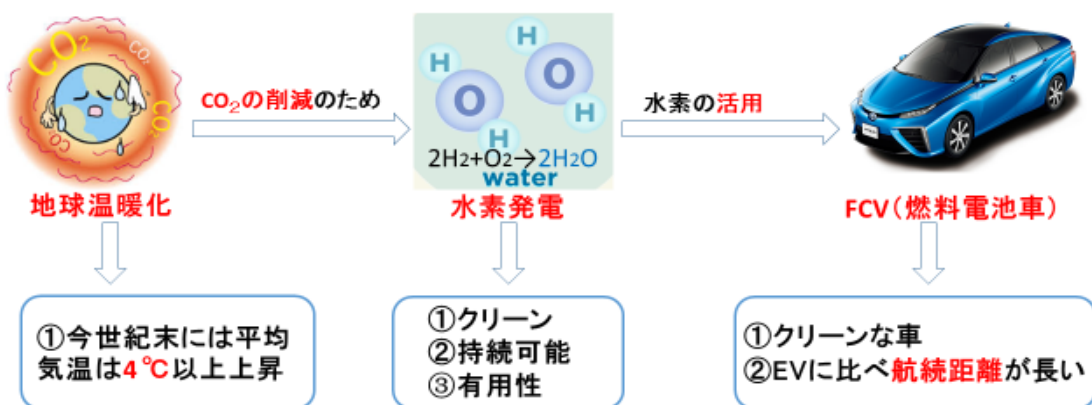 CO₂
CO₂
CO₂
CO₂
CO₂の削減のため
H
H
O
O
H
H
2H₂+O₂→2H₂O
water
水素の活用
地球温暖化
水素発電
FCV（燃料電池車）
①今世紀末には平均
気温は4℃以上上昇
①クリーン
②持続可能
③有用性
①クリーンな車
②EVに比べ航続距離が長い